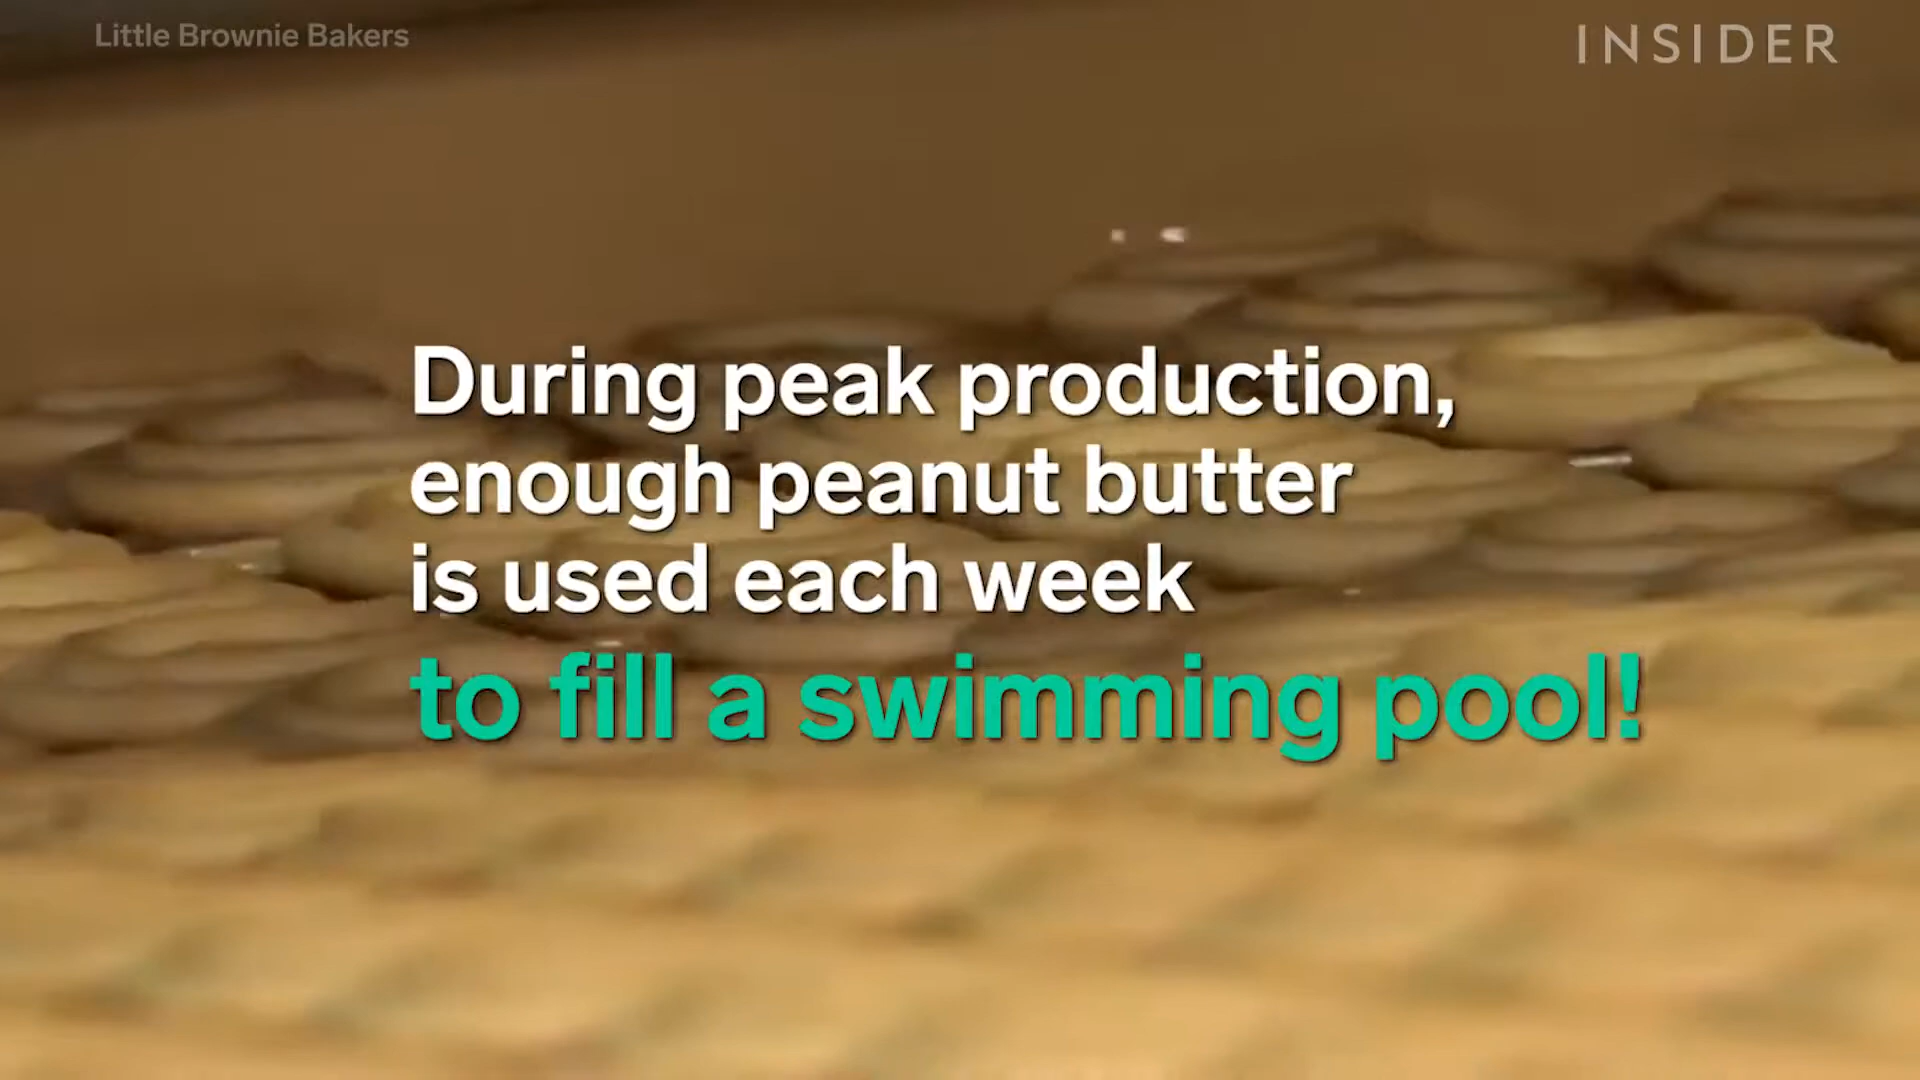 Little Brownie Bakers
INSIDER
During peak production,
enough peanut butter
is used each week
to fill a swimming pool!